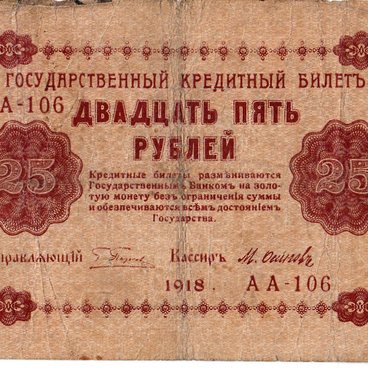 ГОСУДАРСТВЕННЫЙ КРЕДИТНЫЙ БИЛЕТЪ
АА-106 ДВАДЦАТЬ ПЯТЬ
РУБЛЕЙ
25 25
Кредитные билеты размѣниваются
Государственнымъ Банкомъ на золо-
тую монету безъ ограниченія суммы
и обезпечиваются всѣмъ достояніемъ
Государства.
Управляющій Кассиръ
1918. АА-106